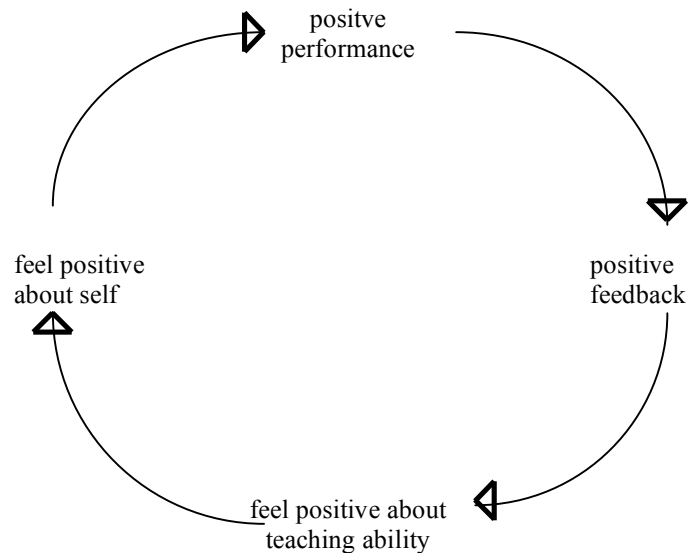 positve
performance
feel positive
about self
positive
feedback
feel positive about
teaching ability